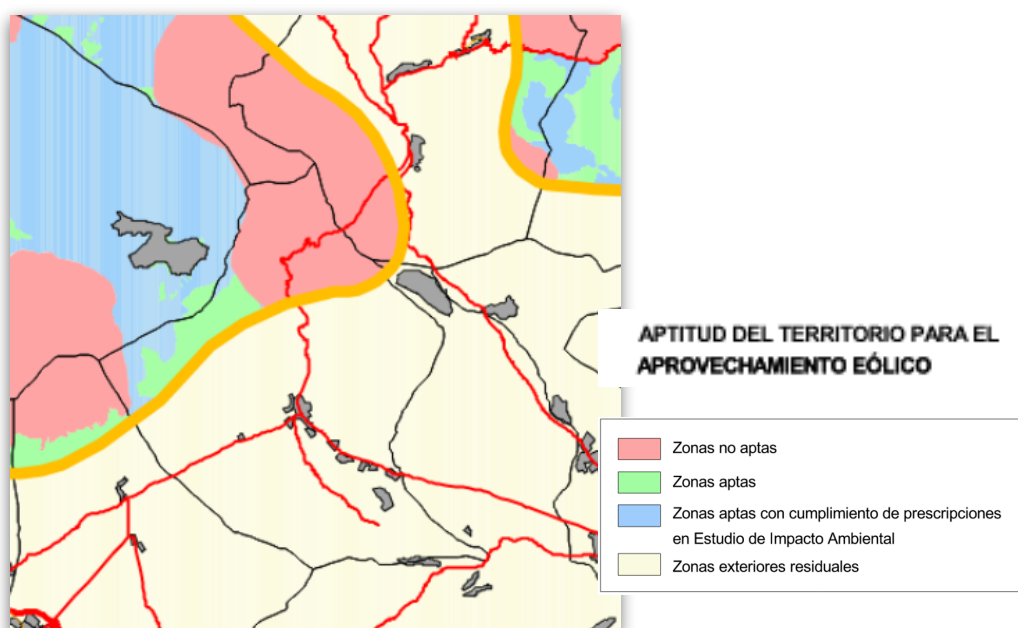 APTITUD DEL TERRITORIO PARA EL
APROVECHAMIENTO EÓLICO
Zonas no aptas
Zonas aptas
Zonas aptas con cumplimiento de prescripciones
en Estudio de Impacto Ambiental
Zonas exteriores residuales